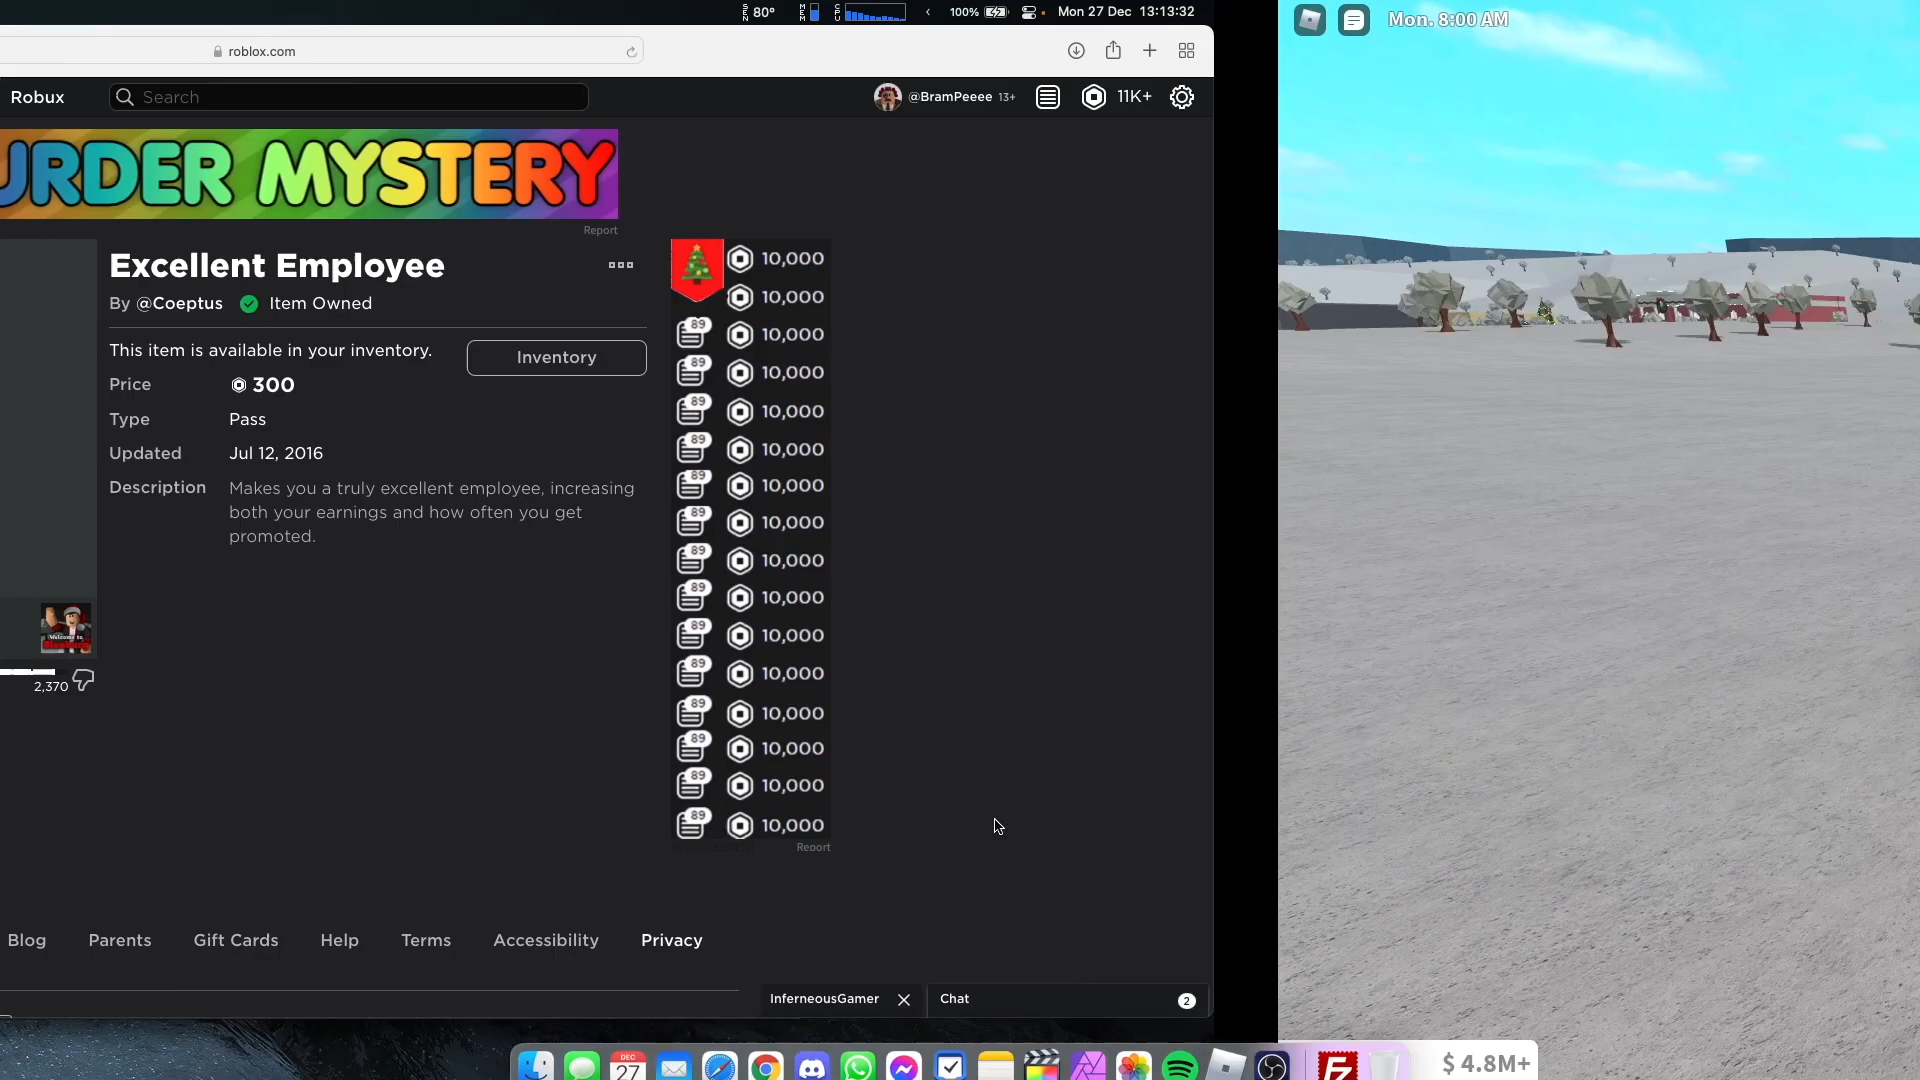 80°
100%
Mon 27 Dec 13:13:32
Mon. 8:00 AM
roblox.com
Robux
Search
@BramPeeee 13+
11K+
URDER MYSTERY
Report
Excellent Employee
By @Coeptus Item Owned
This item is available in your inventory.
Inventory
Price 300
Type Pass
Updated Jul 12, 2016
Description Makes you a truly excellent employee, increasing
both your earnings and how often you get
promoted.
10,000
10,000
89 10,000
89 10,000
89 10,000
89 10,000
89 10,000
89 10,000
89 10,000
89 10,000
89 10,000
89 10,000
89 10,000
89 10,000
89 10,000
89 10,000
Report
Welcome to
2,370
Blog Parents Gift Cards Help Terms Accessibility Privacy
InferneousGamer
Chat 2
DEC
27
$ 4.8M+